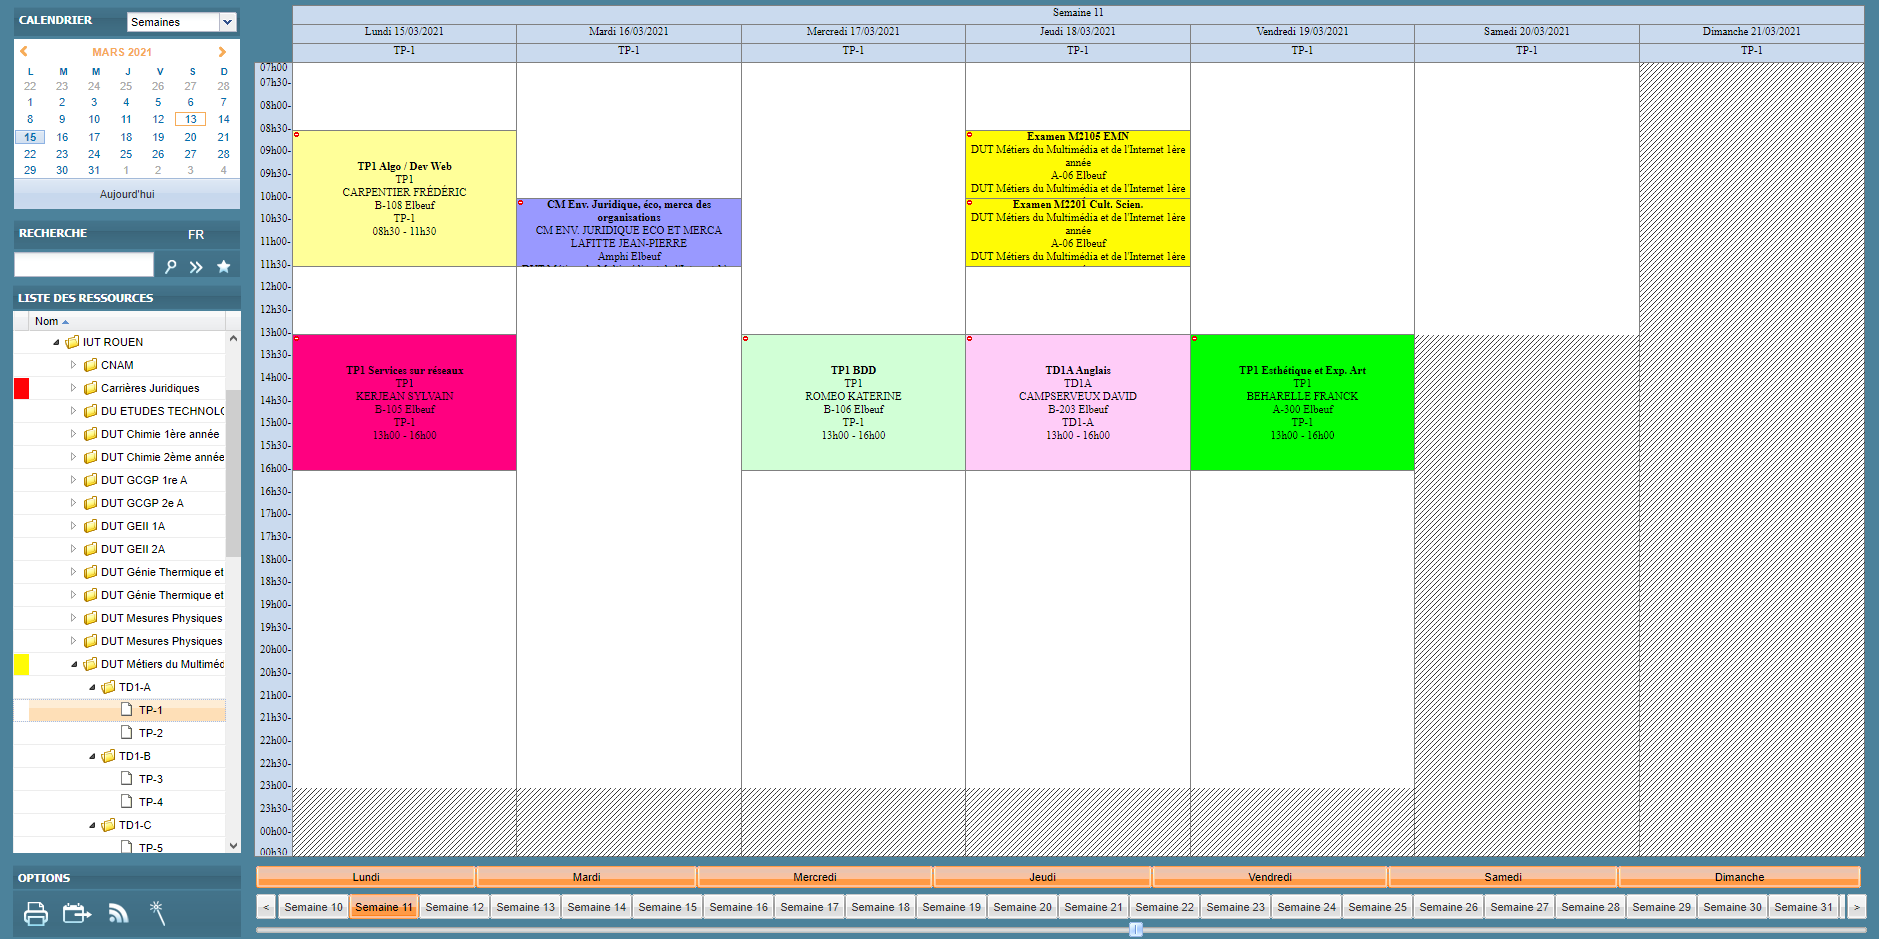 CALENDRIER
Semaines
MARS 2021
L M M J V S D
22 23 24 25 26 27 28
1 2 3 4 5 6 7
8 9 10 11 12 13 14
15 16 17 18 19 20 21
22 23 24 25 26 27 28
29 30 31 1 2 3 4
Aujourd'hui
RECHERCHE FR
LISTE DES RESSOURCES
Nom
IUT ROUEN
CNAM
Carrières Juridiques
DU ETUDES TECHNOLO
DUT Chimie 1ère année
DUT Chimie 2ème année
DUT GCGP 1re A
DUT GCGP 2e A
DUT GEII 1A
DUT GEII 2A
DUT Génie Thermique et
DUT Génie Thermique et
DUT Mesures Physiques
DUT Mesures Physiques
DUT Métiers du Multiméd
TD1-A
TP-1
TP-2
TD1-B
TP-3
TP-4
TD1-C
TP-5
OPTIONS
Semaine 11
Lundi 15/03/2021 Mardi 16/03/2021 Mercredi 17/03/2021 Jeudi 18/03/2021 Vendredi 19/03/2021 Samedi 20/03/2021 Dimanche 21/03/2021
TP-1 TP-1 TP-1 TP-1 TP-1 TP-1 TP-1
07h00
07h30-
08h00-
08h30-
09h00-
09h30-
10h00-
10h30-
11h00-
11h30-
12h00-
12h30-
13h00-
13h30-
14h00-
14h30-
15h00-
15h30-
16h00-
16h30-
17h00-
17h30-
18h00-
18h30-
19h00-
19h30-
20h00-
20h30-
21h00-
21h30-
22h00-
22h30-
23h00-
23h30-
00h00-
00h30
TP1 Algo / Dev Web
TP1
CARPENTIER FRÉDÉRIC
B-108 Elbeuf
TP-1
08h30 - 11h30
TP1 Services sur réseaux
TP1
KERJEAN SYLVAIN
B-105 Elbeuf
TP-1
13h00 - 16h00
CM Env. Juridique, éco, merca des
organisations
CM ENV. JURIDIQUE ECO ET MERCA
LAFITTE JEAN-PIERRE
Amphi Elbeuf
TP1 BDD
TP1
ROMEO KATERINE
B-106 Elbeuf
TP-1
13h00 - 16h00
Examen M2105 EMN
DUT Métiers du Multimédia et de l'Internet 1ère
année
A-06 Elbeuf
DUT Métiers du Multimédia et de l'Internet 1ère
Examen M2201 Cult. Scien.
DUT Métiers du Multimédia et de l'Internet 1ère
année
A-06 Elbeuf
DUT Métiers du Multimédia et de l'Internet 1ère
TD1A Anglais
TD1A
CAMPSERVEUX DAVID
B-203 Elbeuf
TD1-A
13h00 - 16h00
TP1 Esthétique et Exp. Art
TP1
BEHARELLE FRANCK
A-300 Elbeuf
TP-1
13h00 - 16h00
Lundi Mardi Mercredi Jeudi Vendredi Samedi Dimanche
< Semaine 10 Semaine 11 Semaine 12 Semaine 13 Semaine 14 Semaine 15 Semaine 16 Semaine 17 Semaine 18 Semaine 19 Semaine 20 Semaine 21 Semaine 22 Semaine 23 Semaine 24 Semaine 25 Semaine 26 Semaine 27 Semaine 28 Semaine 29 Semaine 30 Semaine 31 >